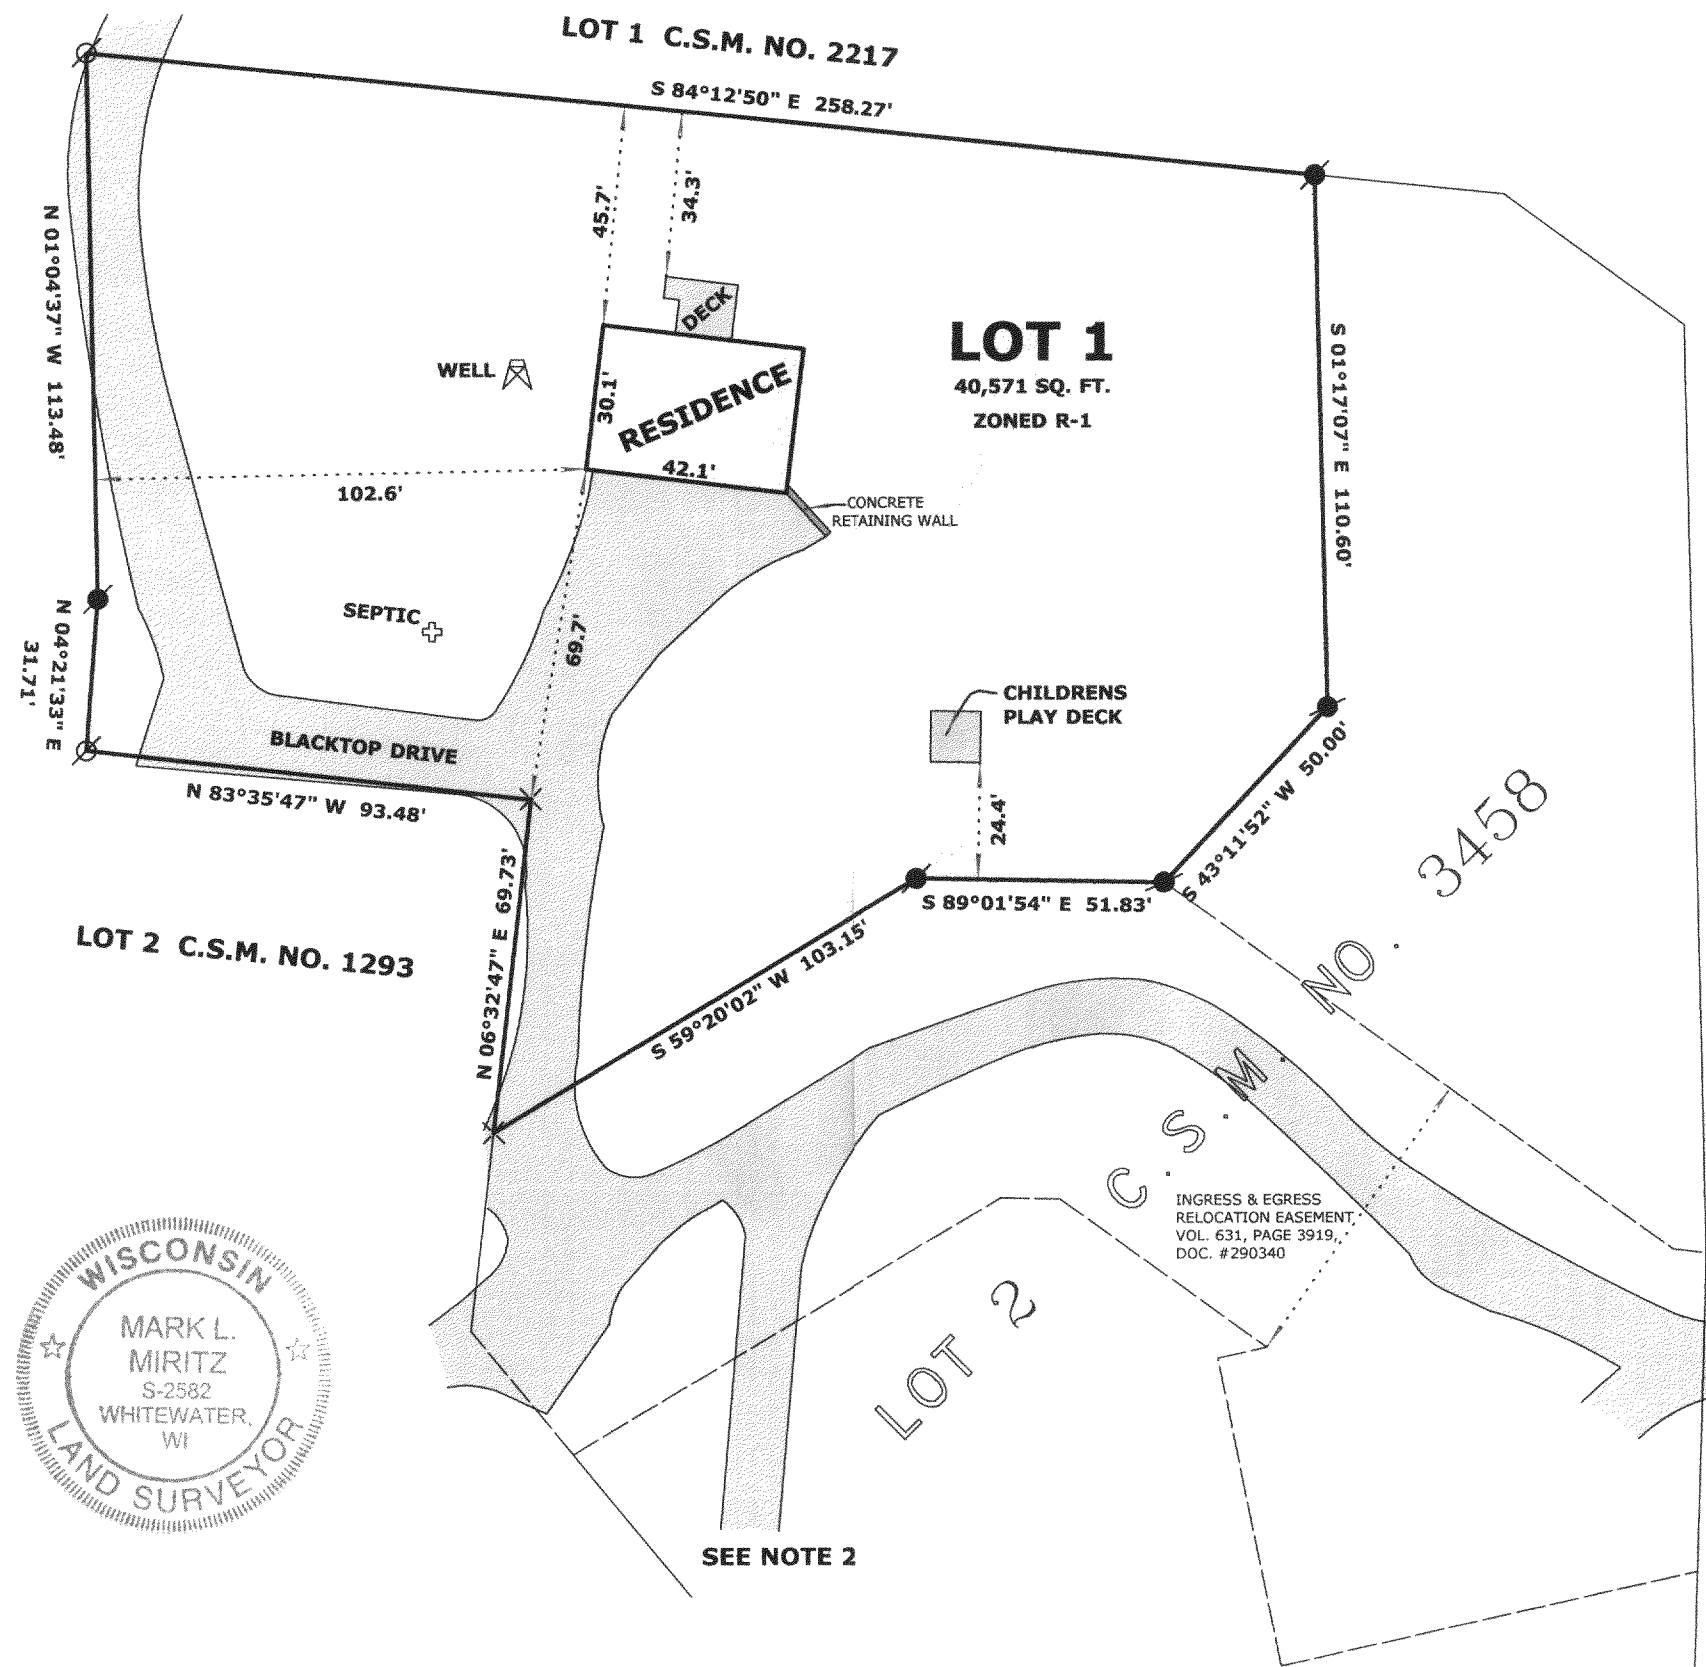 LOT 1 C.S.M. NO. 2217
S 84°12'50" E 258.27'
45.7'
34.3'
N 01°04'37" W 113.48'
DECK
WELL
RESIDENCE
30.1'
42.1'
LOT 1
40,571 SQ. FT.
ZONED R-1
S 01°17'07" E 110.60'
102.6'
CONCRETE
RETAINING WALL
SEPTIC
69.7'
N 04°21'33" E
31.71'
CHILDRENS
PLAY DECK
BLACKTOP DRIVE
N 83°35'47" W 93.48'
24.4'
S 43°11'52" W 50.00'
S 89°01'54" E 51.83'
N 06°32'47" E 69.73'
S 59°20'02" W 103.15'
LOT 2 C.S.M. NO. 1293
LOT 2 C.S.M. NO. 3458
INGRESS & EGRESS
RELOCATION EASEMENT,
VOL. 631, PAGE 3919,
DOC. #290340
WISCONSIN
MARK L.
MIRITZ
S-2582
WHITEWATER,
WI
LAND SURVEYOR
SEE NOTE 2